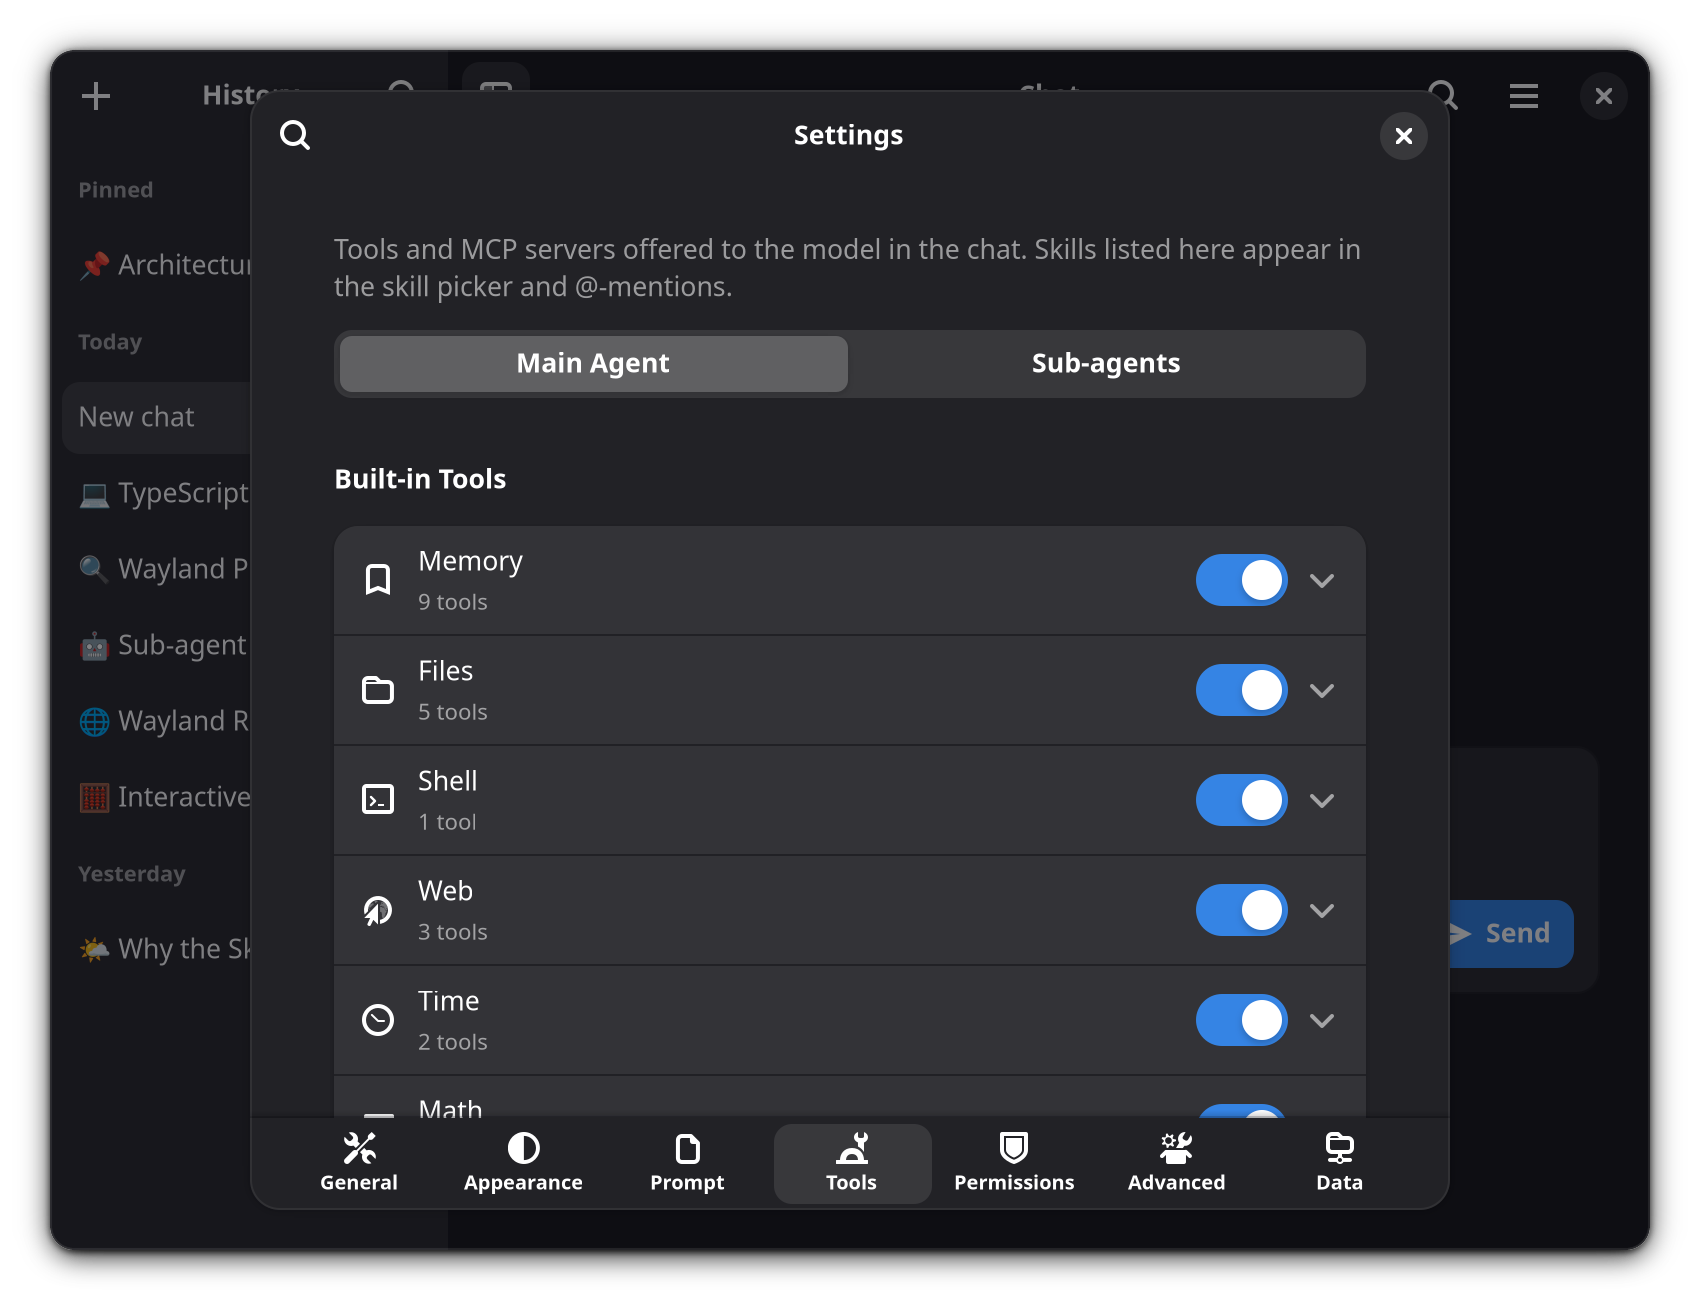 History
Chat
Settings
Pinned
Today
New chat
TypeScript
Wayland
Sub-agent
Wayland
Interactive
Yesterday
Why the
Tools and MCP servers offered to the model in the chat. Skills listed here appear in
the skill picker and @-mentions.
Main Agent
Sub-agents
Built-in Tools
Memory
9 tools
Files
5 tools
Shell
1 tool
Web
3 tools
Time
2 tools
Math
Send
General
Appearance
Prompt
Tools
Permissions
Advanced
Data